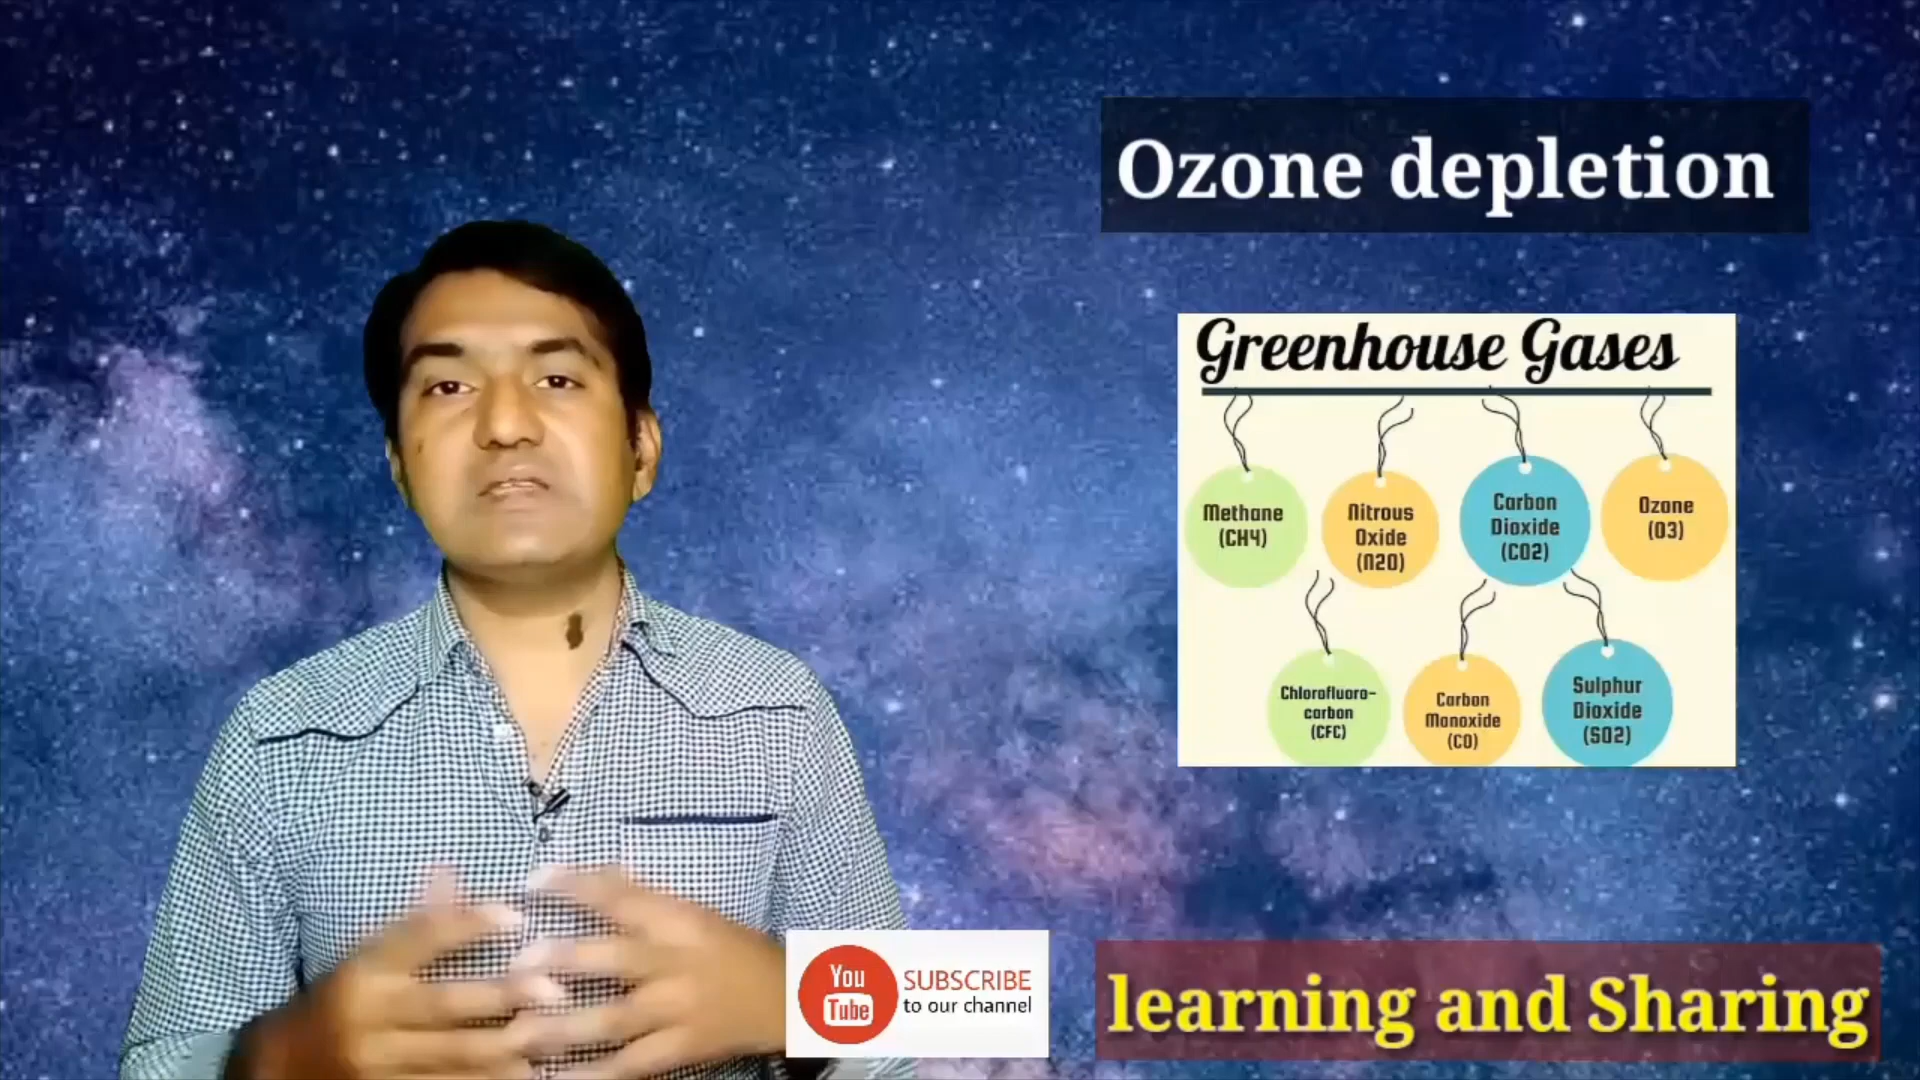 Ozone depletion
Greenhouse Gases
Methane
(CH4)
Nitrous
Oxide
(N2O)
Carbon
Dioxide
(CO2)
Ozone
(O3)
Chlorofluoro-
carbon
(CFC)
Carbon
Monoxide
(CO)
Sulphur
Dioxide
(SO2)
You
Tube
SUBSCRIBE
to our channel
learning and Sharing